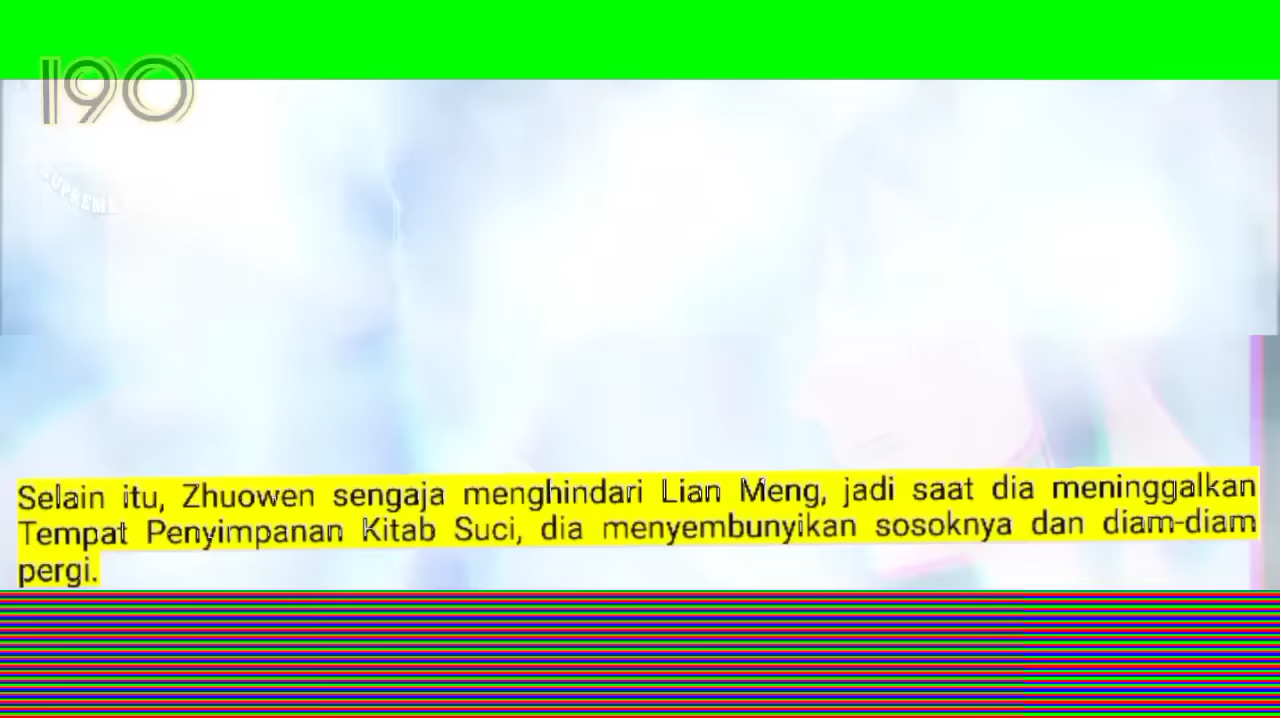 190
SUPREME
Selain itu, Zhuowen sengaja menghindari Lian Meng, jadi saat dia meninggalkan
Tempat Penyimpanan Kitab Suci, dia menyembunyikan sosoknya dan diam-diam
pergi.